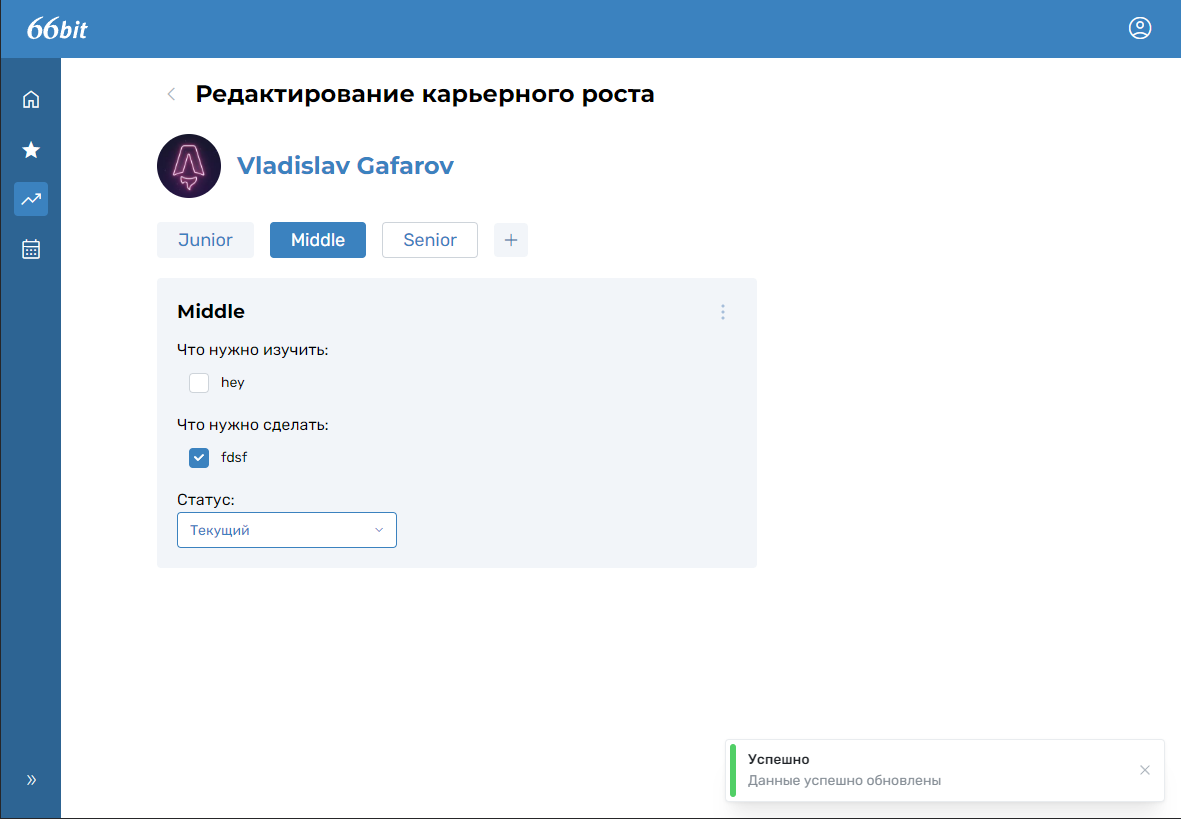 66bit
Редактирование карьерного роста
Vladislav Gafarov
Junior Middle Senior
Middle
Что нужно изучить:
hey
Что нужно сделать:
fdsf
Статус:
Текущий
Успешно
Данные успешно обновлены